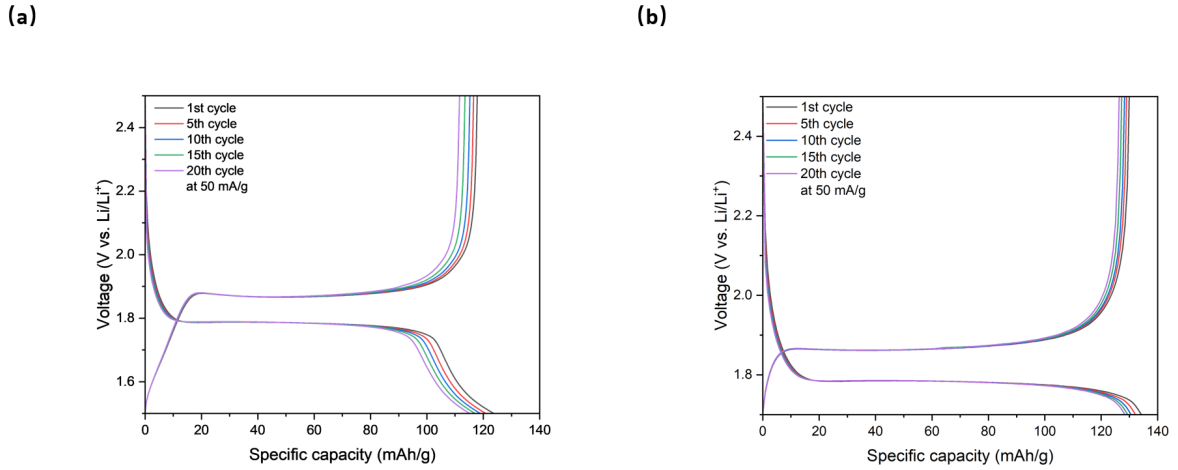 (a)
2.4
2.2
2.0
1.8
1.6
Voltage (V vs. Li/Li⁺)
1st cycle
5th cycle
10th cycle
15th cycle
20th cycle
at 50 mA/g
0 20 40 60 80 100 120 140
Specific capacity (mAh/g)
(b)
2.4
2.2
2.0
1.8
Voltage (V vs. Li/Li⁺)
1st cycle
5th cycle
10th cycle
15th cycle
20th cycle
at 50 mA/g
0 20 40 60 80 100 120 140
Specific capacity (mAh/g)